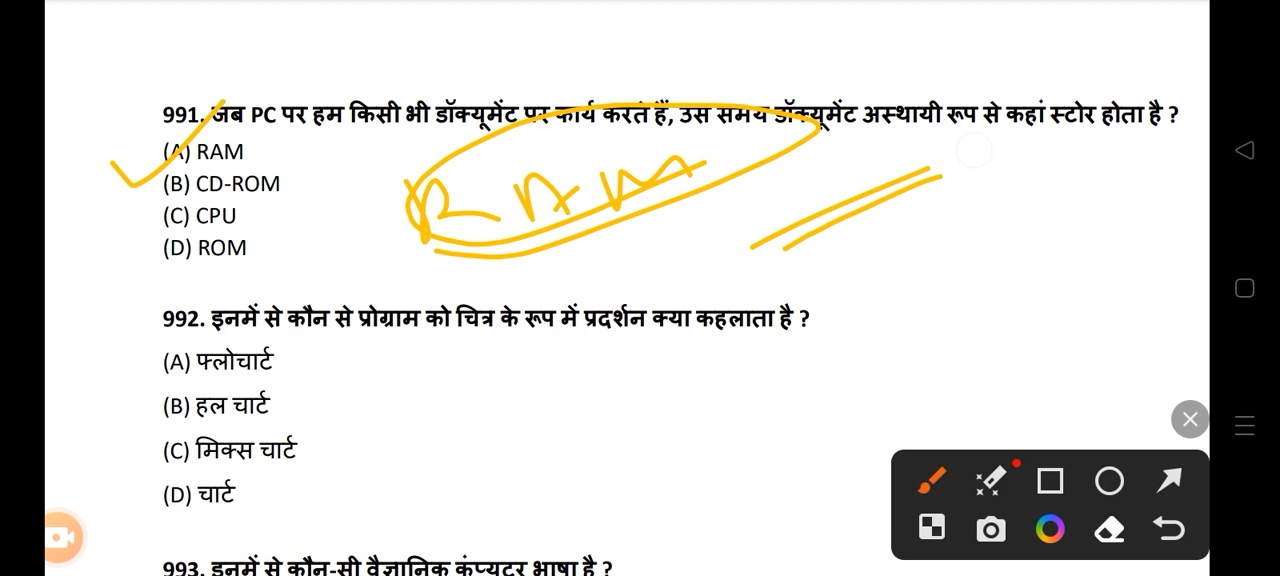 991. जब PC पर हम किसी भी डॉक्यूमेंट पर कार्य करते हैं, उस समय डॉक्यूमेंट अस्थायी रूप से कहां स्टोर होता है ?
(A) RAM
(B) CD-ROM
RAM
(C) CPU
(D) ROM
992. इनमें से कौन से प्रोग्राम को चित्र के रूप में प्रदर्शन क्या कहलाता है ?
(A) फ्लोचार्ट
(B) हल चार्ट
(C) मिक्स चार्ट
(D) चार्ट
993. इनमें से कौन-सी वैज्ञानिक कंप्यूटर भाषा है ?